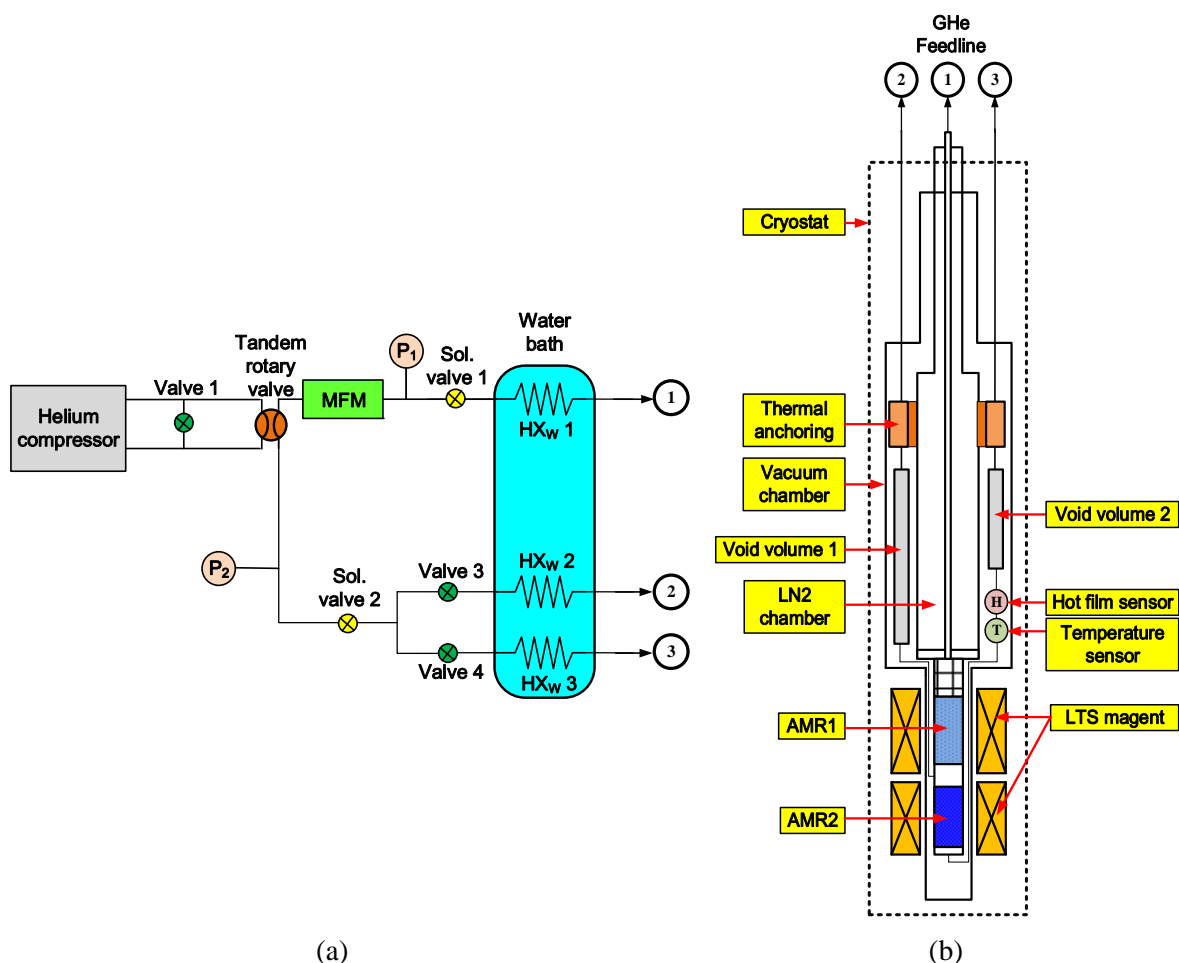 Helium
compressor
Valve 1
Tandem
rotary
valve
MFM
P1
Sol.
valve 1
Water
bath
HXW 1
1
P2
Sol.
valve 2
Valve 3
HXW 2
2
Valve 4
HXW 3
3
(a)
GHe
Feedline
2
1
3
Cryostat
Thermal
anchoring
Vacuum
chamber
Void volume 2
Void volume 1
LN2
chamber
H
Hot film sensor
T
Temperature
sensor
LTS magent
AMR1
AMR2
(b)